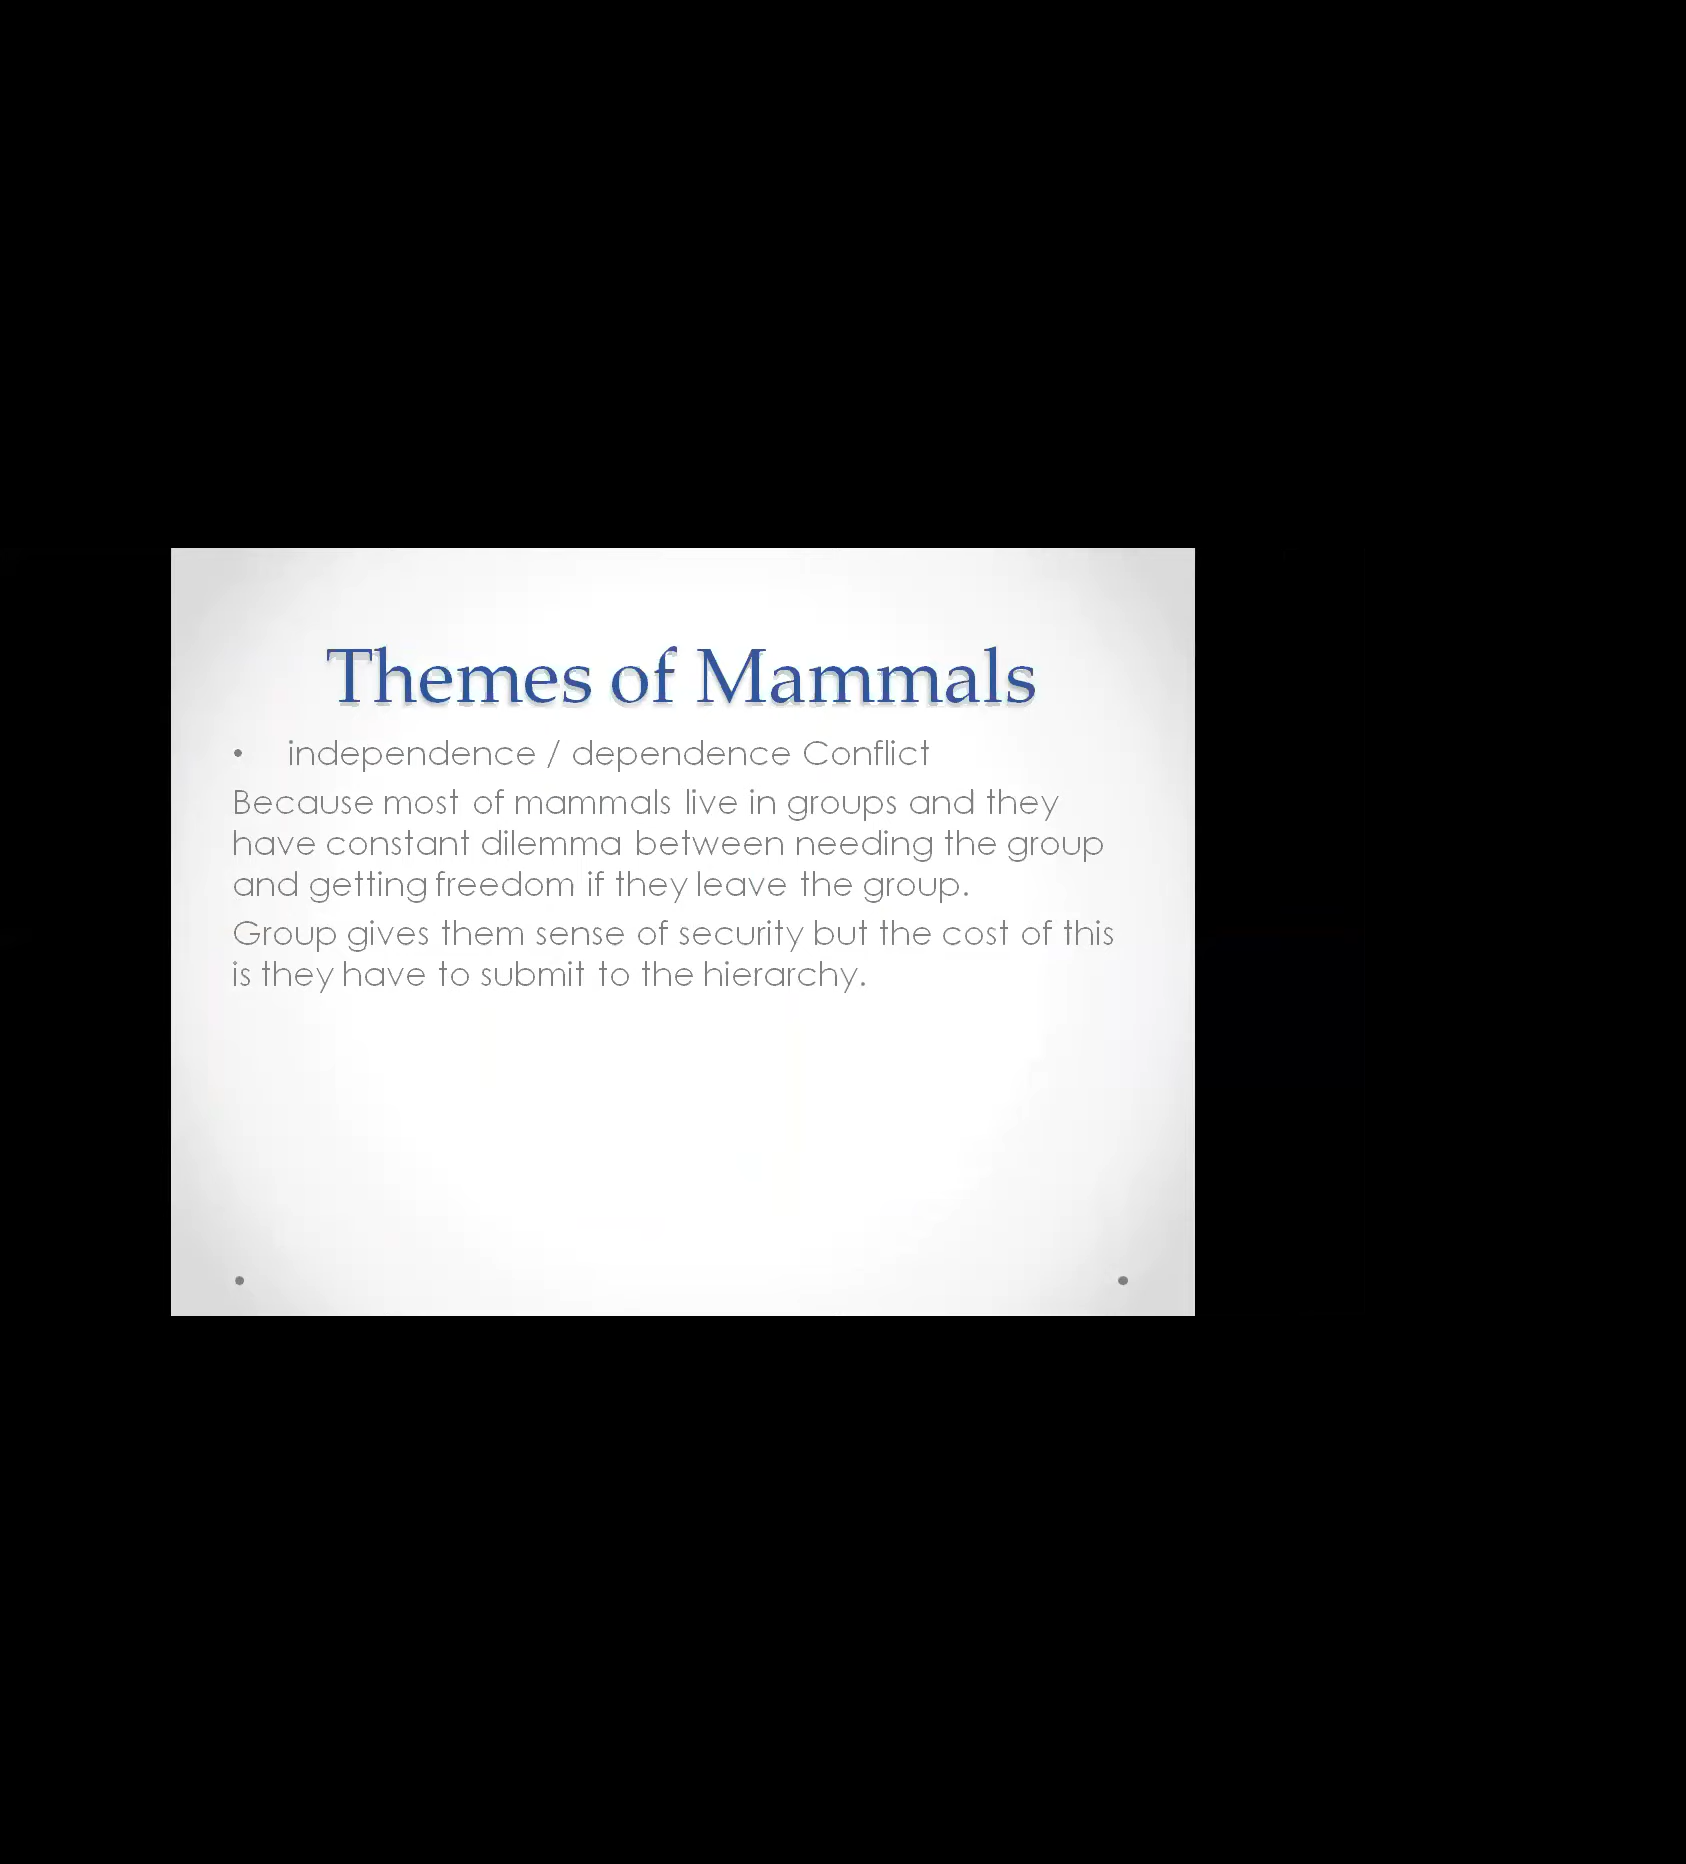 Themes of Mammals
• independence / dependence Conflict
Because most of mammals live in groups and they
have constant dilemma between needing the group
and getting freedom if they leave the group.
Group gives them sense of security but the cost of this
is they have to submit to the hierarchy.